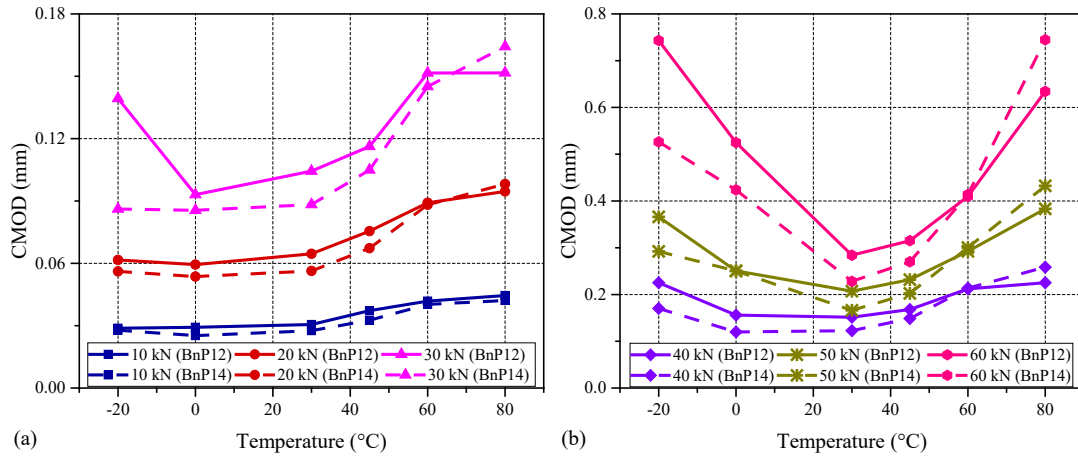 0.18
0.12
0.06
0.00
CMOD (mm)
10 kN (BnP12) 20 kN (BnP12) 30 kN (BnP12)
10 kN (BnP14) 20 kN (BnP14) 30 kN (BnP14)
-20 0 20 40 60 80
(a)
Temperature (°C)
0.8
0.6
0.4
0.2
0.0
CMOD (mm)
40 kN (BnP12) 50 kN (BnP12) 60 kN (BnP12)
40 kN (BnP14) 50 kN (BnP14) 60 kN (BnP14)
-20 0 20 40 60 80
(b)
Temperature (°C)